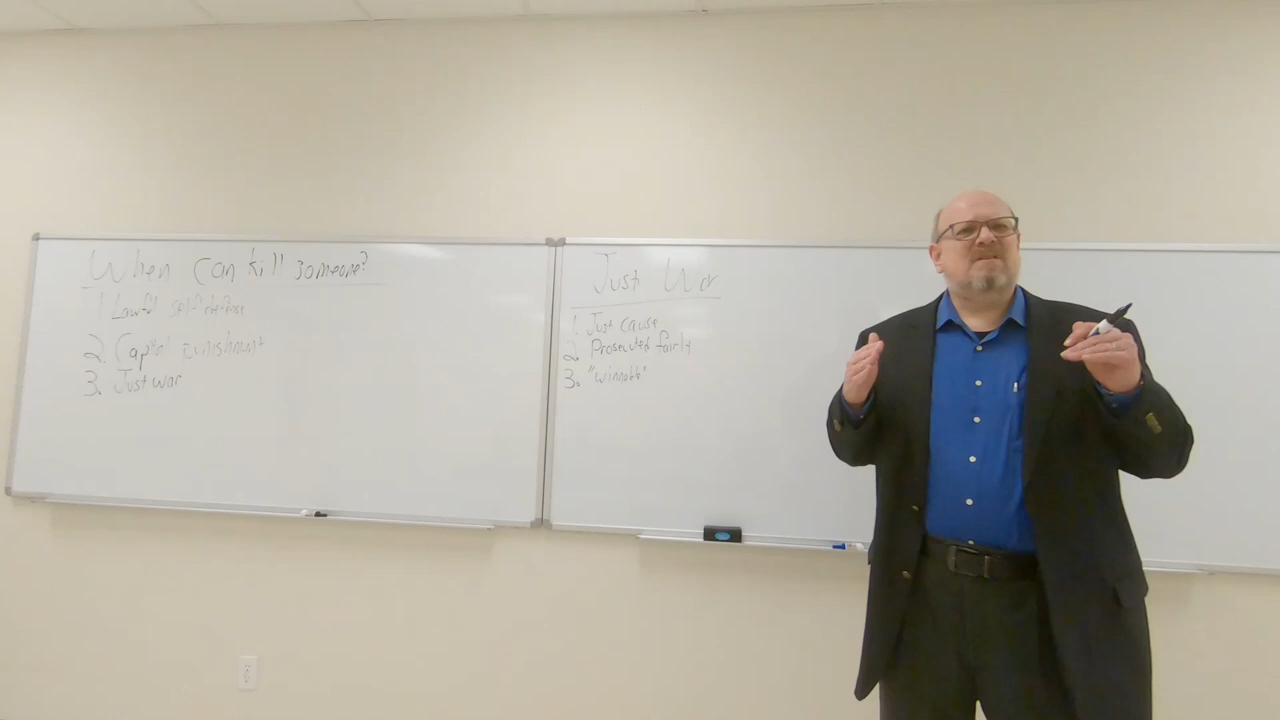 When can kill someone?
1. Lawful self-defense
2. Capital punishment
3. Just war
Just War
1. Just cause
2. Prosecuted fairly
3. "winnable"